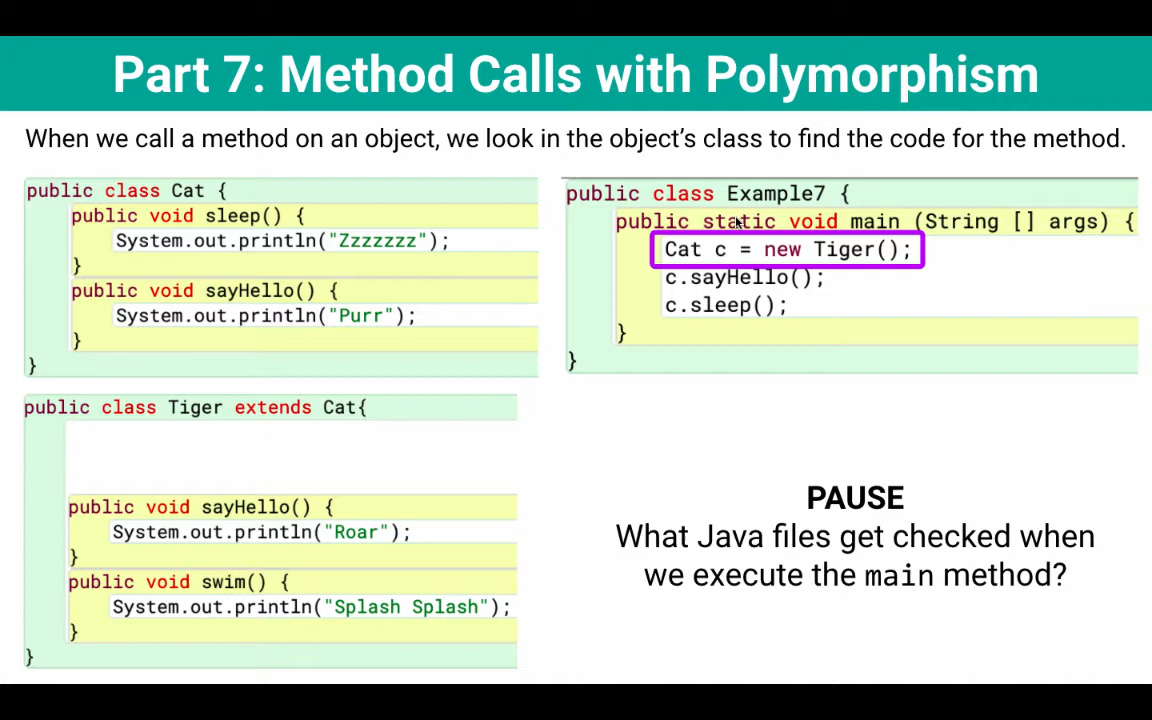 Part 7: Method Calls with Polymorphism
When we call a method on an object, we look in the object's class to find the code for the method.
public class Cat {
public void sleep() {
System.out.println("Zzzzzzz");
}
public void sayHello() {
System.out.println("Purr");
}
}
public class Tiger extends Cat{
public void sayHello() {
System.out.println("Roar");
}
public void swim() {
System.out.println("Splash Splash");
}
}
public class Example7 {
public static void main (String [] args) {
Cat c = new Tiger();
c.sayHello();
c.sleep();
}
}
PAUSE
What Java files get checked when
we execute the main method?